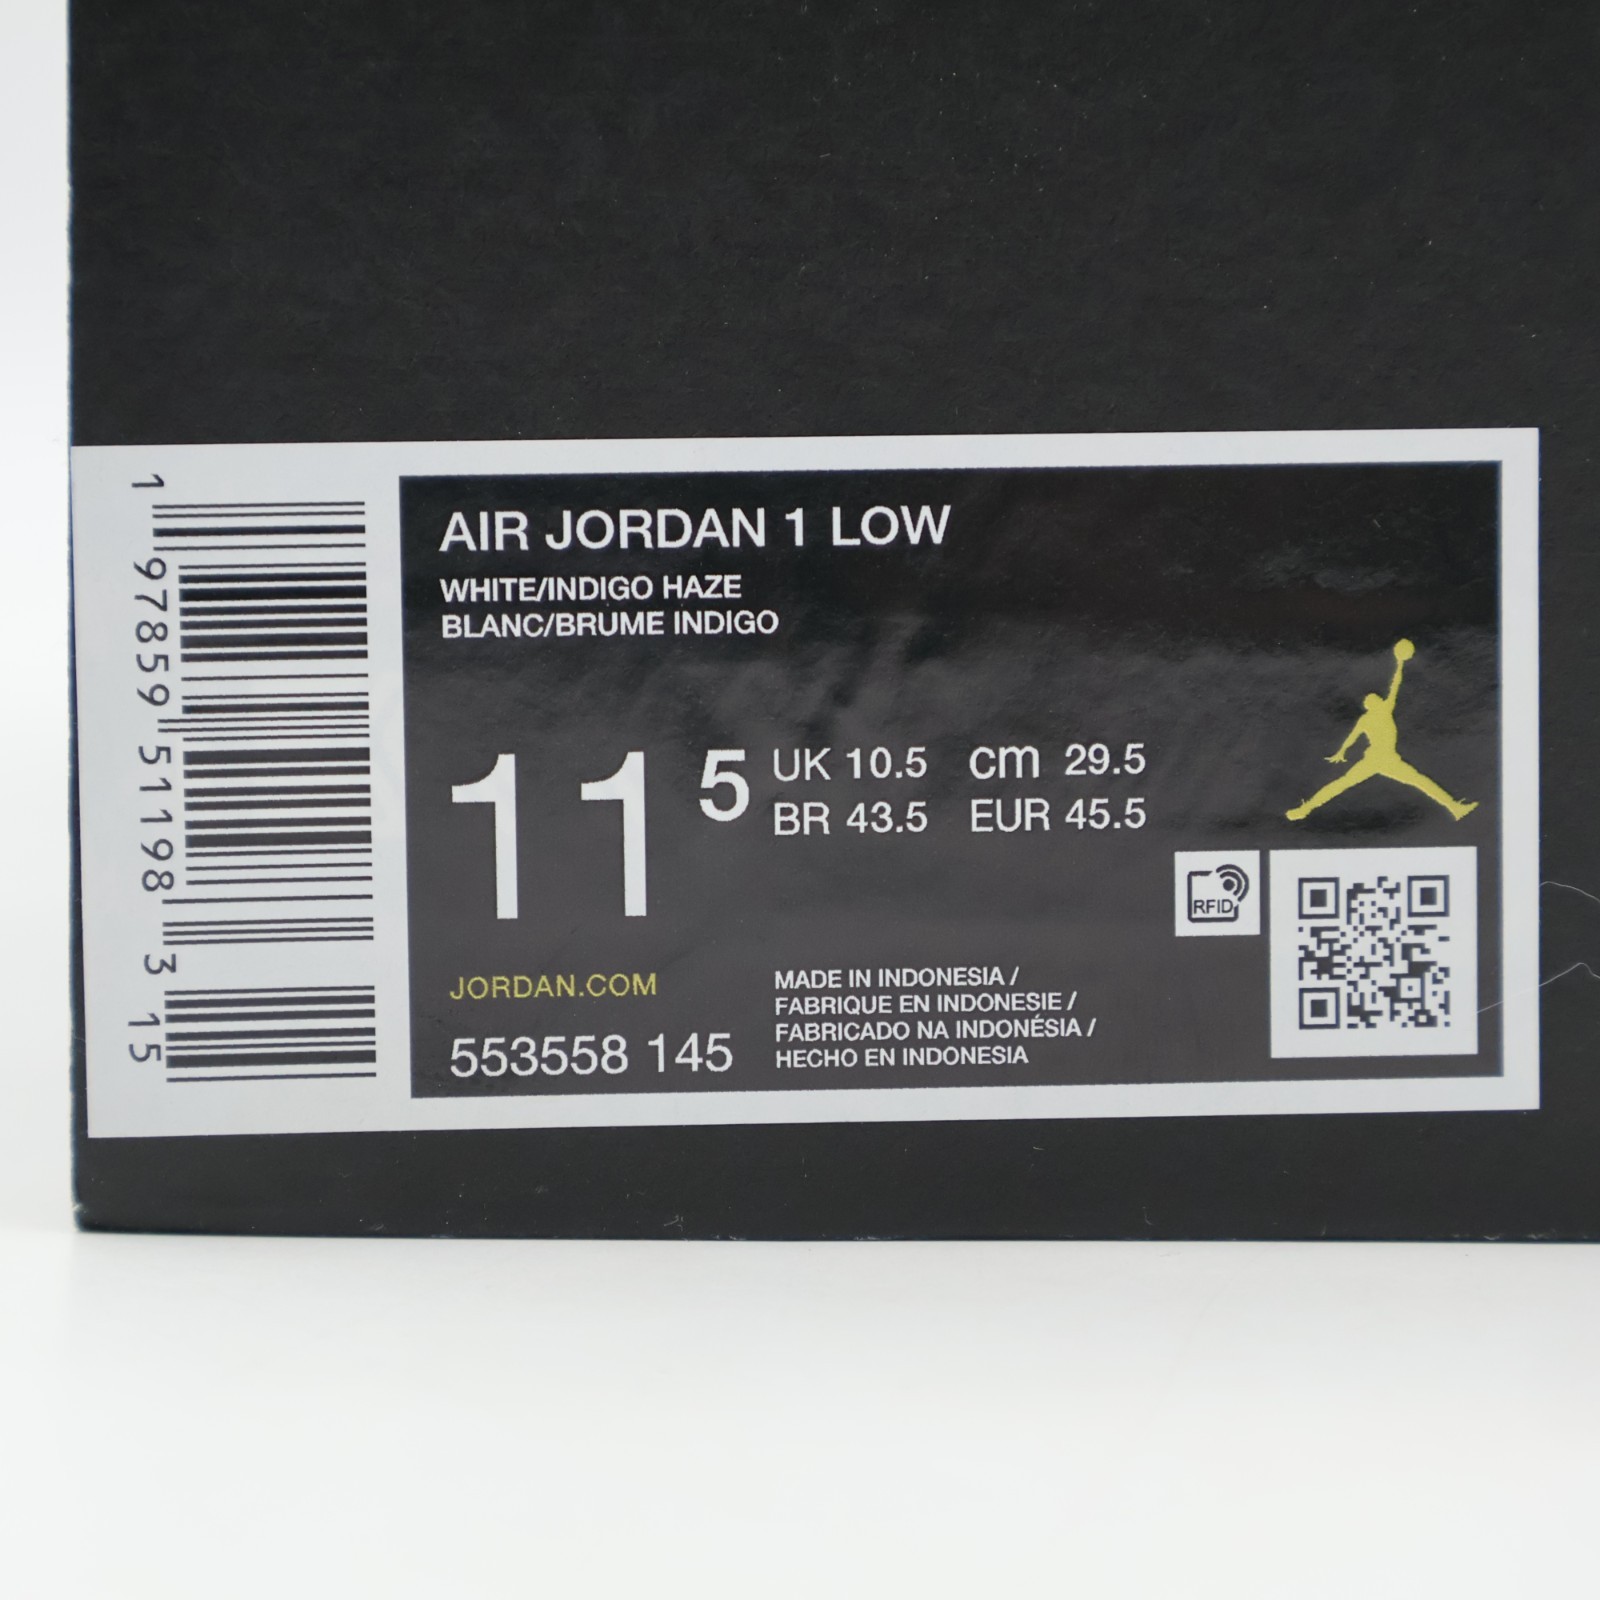 AIR JORDAN 1 LOW
WHITE/INDIGO HAZE
BLANC/BRUME INDIGO
11 5
UK 10.5 cm 29.5
BR 43.5 EUR 45.5
RFID
JORDAN.COM
553558 145
MADE IN INDONESIA /
FABRIQUE EN INDONESIE /
FABRICADO NA INDONÉSIA /
HECHO EN INDONESIA
1 97859 51198 3 15